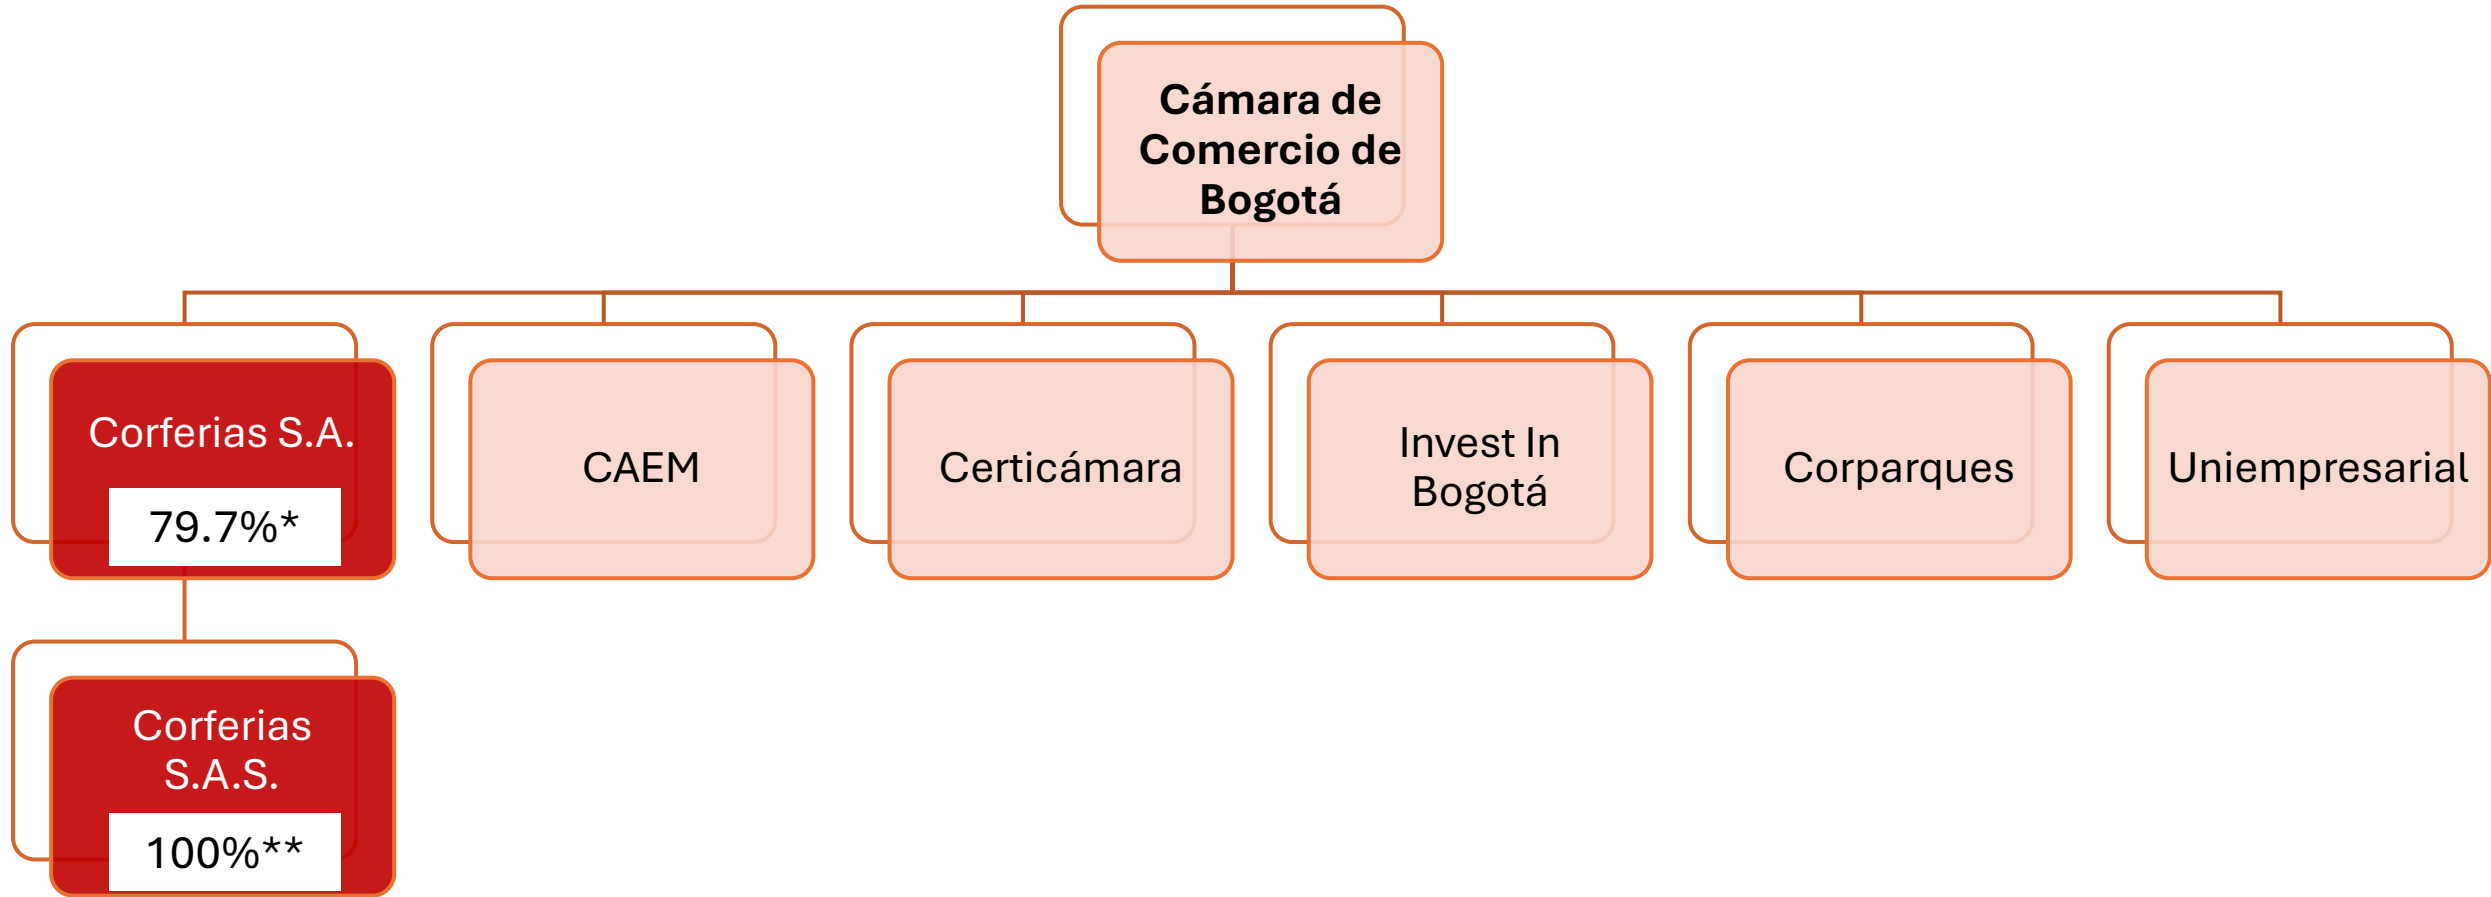 Cámara de
Comercio de
Bogotá
Corferias S.A.
79.7%*
CAEM
Certicámara
Invest In
Bogotá
Corparques
Uniempresarial
Corferias
S.A.S.
100%**